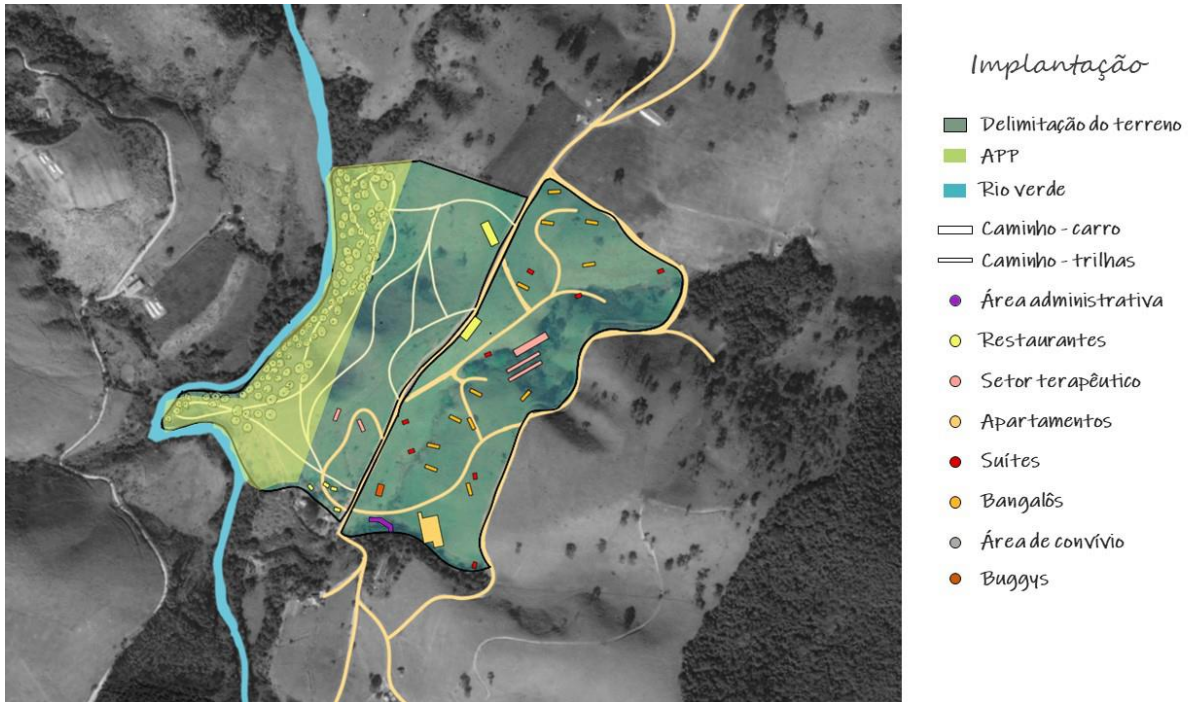 Implantação
Delimitação do terreno
APP
Rio verde
Caminho - carro
Caminho - trilhas
Área administrativa
Restaurantes
Setor terapêutico
Apartamentos
Suítes
Bangalôs
Área de convívio
Buggys